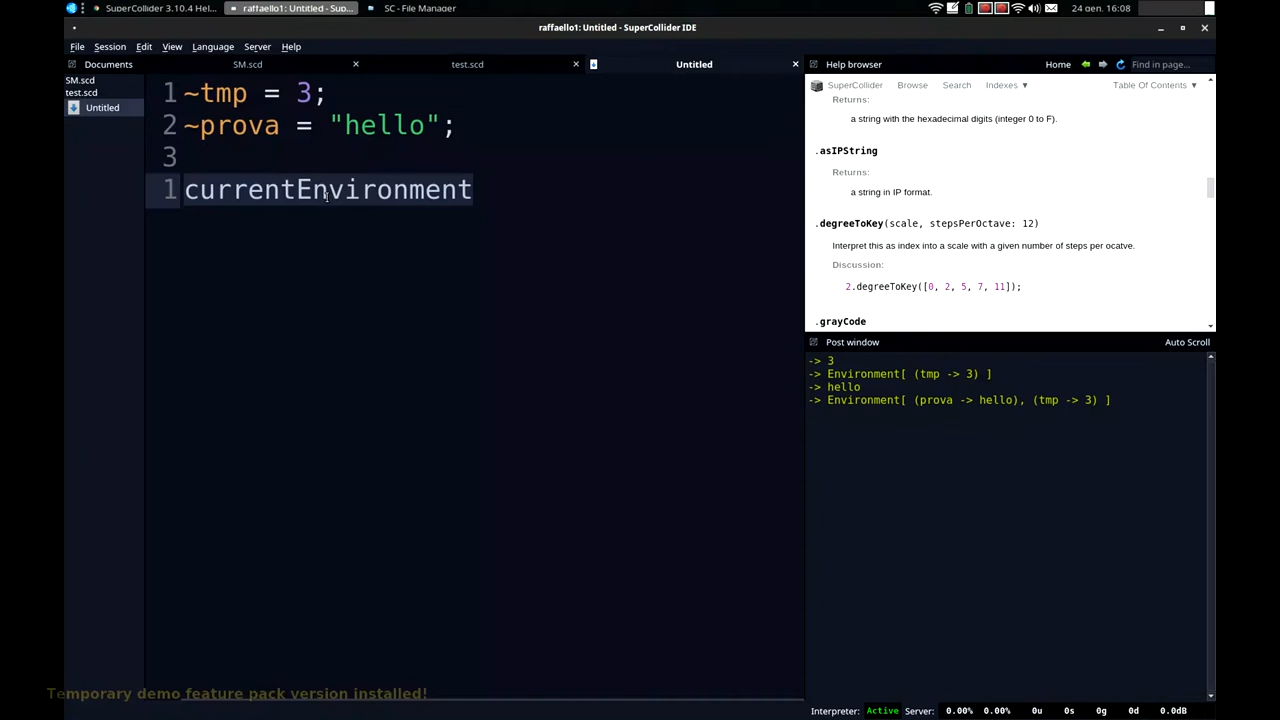 SuperCollider 3.10.4 Hel...
raffaello1: Untitled - Sup...
SC - File Manager
24 gen, 16:08
raffaello1: Untitled - SuperCollider IDE
File Session Edit View Language Server Help
Documents
SM.scd
test.scd
Untitled
Help browser
Home
Find in page...
SM.scd
test.scd
Untitled
1 ~tmp = 3;
2 ~prova = "hello";
3
1 currentEnvironment
SuperCollider Browse Search Indexes ▼ Table Of Contents ▼
Returns:
a string with the hexadecimal digits (integer 0 to F).
.asIPString
Returns:
a string in IP format.
.degreeToKey(scale, stepsPerOctave: 12)
Interpret this as index into a scale with a given number of steps per ocatve.
Discussion:
2.degreeToKey([0, 2, 5, 7, 11]);
.grayCode
Post window
Auto Scroll
-> 3
-> Environment[ (tmp -> 3) ]
-> hello
-> Environment[ (prova -> hello), (tmp -> 3) ]
Temporary demo feature pack version installed!
Interpreter: Active Server: 0.00% 0.00% 0u 0s 0g 0d 0.0dB